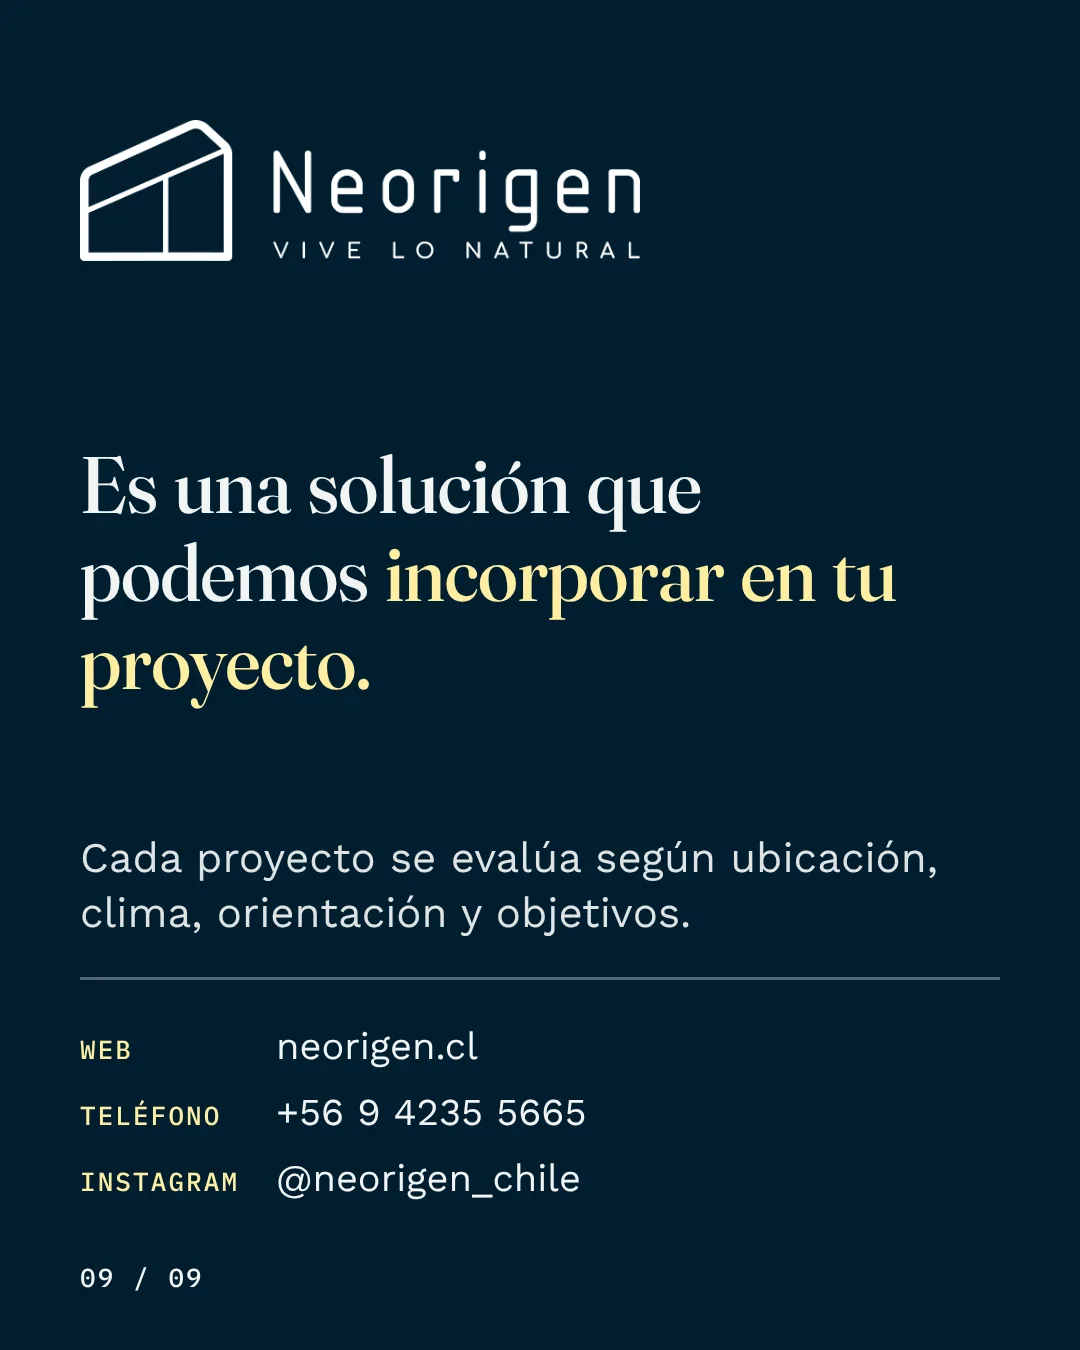 Neorigen
VIVE LO NATURAL
Es una solución que
podemos incorporar en tu
proyecto.
Cada proyecto se evalúa según ubicación,
clima, orientación y objetivos.
WEB neorigen.cl
TELÉFONO +56 9 4235 5665
INSTAGRAM @neorigen_chile
09 / 09